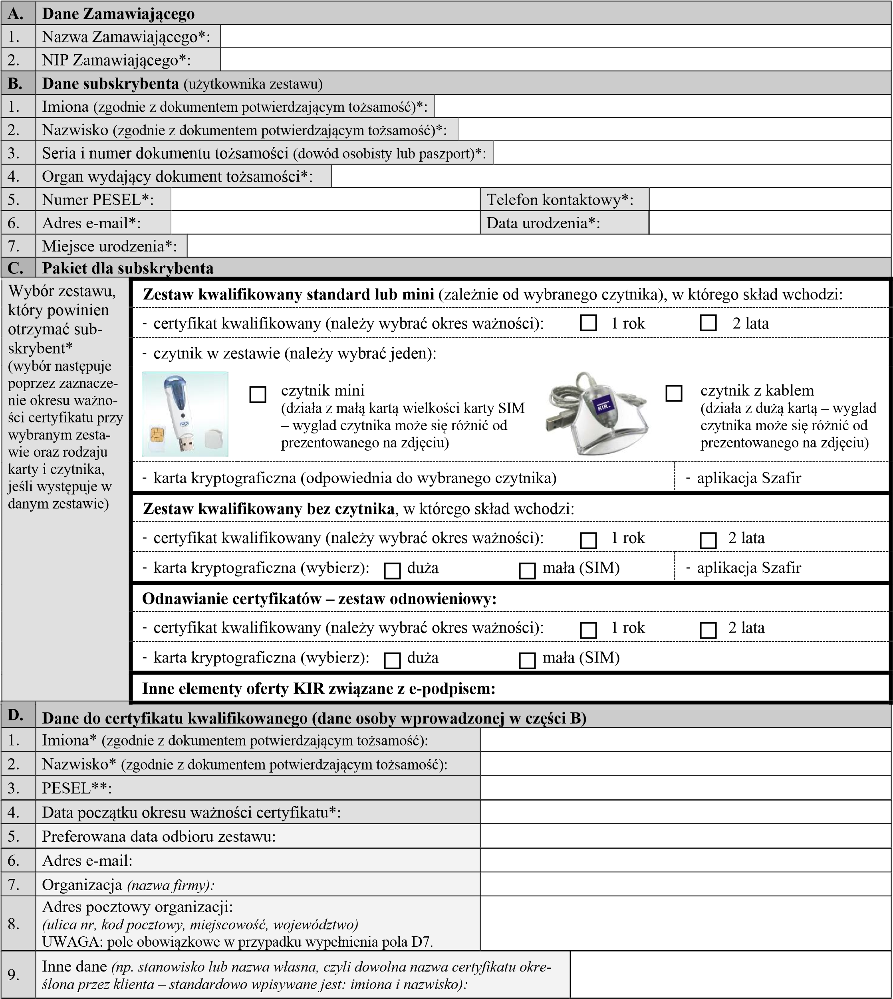 A. Dane Zamawiającego
1. Nazwa Zamawiającego*:
2. NIP Zamawiającego*:
B. Dane subskrybenta (użytkownika zestawu)
1. Imiona (zgodnie z dokumentem potwierdzającym tożsamość)*:
2. Nazwisko (zgodnie z dokumentem potwierdzającym tożsamość)*:
3. Seria i numer dokumentu tożsamości (dowód osobisty lub paszport)*:
4. Organ wydający dokument tożsamości*:
5. Numer PESEL*: Telefon kontaktowy*:
6. Adres e-mail*: Data urodzenia*:
7. Miejsce urodzenia*:
C. Pakiet dla subskrybenta
Wybór zestawu,
który powinien
otrzymać sub-
skrybent*
(wybór następuje
poprzez zaznacze-
nie okresu ważno-
ści certyfikatu przy
wybranym zesta-
wie oraz rodzaju
karty i czytnika,
jeśli występuje w
danym zestawie)
Zestaw kwalifikowany standard lub mini (zależnie od wybranego czytnika), w którego skład wchodzi:
- certyfikat kwalifikowany (należy wybrać okres ważności): 1 rok 2 lata
- czytnik w zestawie (należy wybrać jeden):
czytnik mini
(działa z małą kartą wielkości karty SIM
– wyglad czytnika może się różnić od
prezentowanego na zdjęciu)
KIR
czytnik z kablem
(działa z dużą kartą – wyglad
czytnika może się różnić od
prezentowanego na zdjęciu)
- karta kryptograficzna (odpowiednia do wybranego czytnika) - aplikacja Szafir
Zestaw kwalifikowany bez czytnika, w którego skład wchodzi:
- certyfikat kwalifikowany (należy wybrać okres ważności): 1 rok 2 lata
- karta kryptograficzna (wybierz): duża mała (SIM) - aplikacja Szafir
Odnawianie certyfikatów – zestaw odnowieniowy:
- certyfikat kwalifikowany (należy wybrać okres ważności): 1 rok 2 lata
- karta kryptograficzna (wybierz): duża mała (SIM)
Inne elementy oferty KIR związane z e-podpisem:
D. Dane do certyfikatu kwalifikowanego (dane osoby wprowadzonej w części B)
1. Imiona* (zgodnie z dokumentem potwierdzającym tożsamość):
2. Nazwisko* (zgodnie z dokumentem potwierdzającym tożsamość):
3. PESEL**:
4. Data początku okresu ważności certyfikatu*:
5. Preferowana data odbioru zestawu:
6. Adres e-mail:
7. Organizacja (nazwa firmy):
8. Adres pocztowy organizacji:
(ulica nr, kod pocztowy, miejscowość, województwo)
UWAGA: pole obowiązkowe w przypadku wypełnienia pola D7.
9. Inne dane (np. stanowisko lub nazwa własna, czyli dowolna nazwa certyfikatu okre-
ślona przez klienta – standardowo wpisywane jest: imiona i nazwisko):